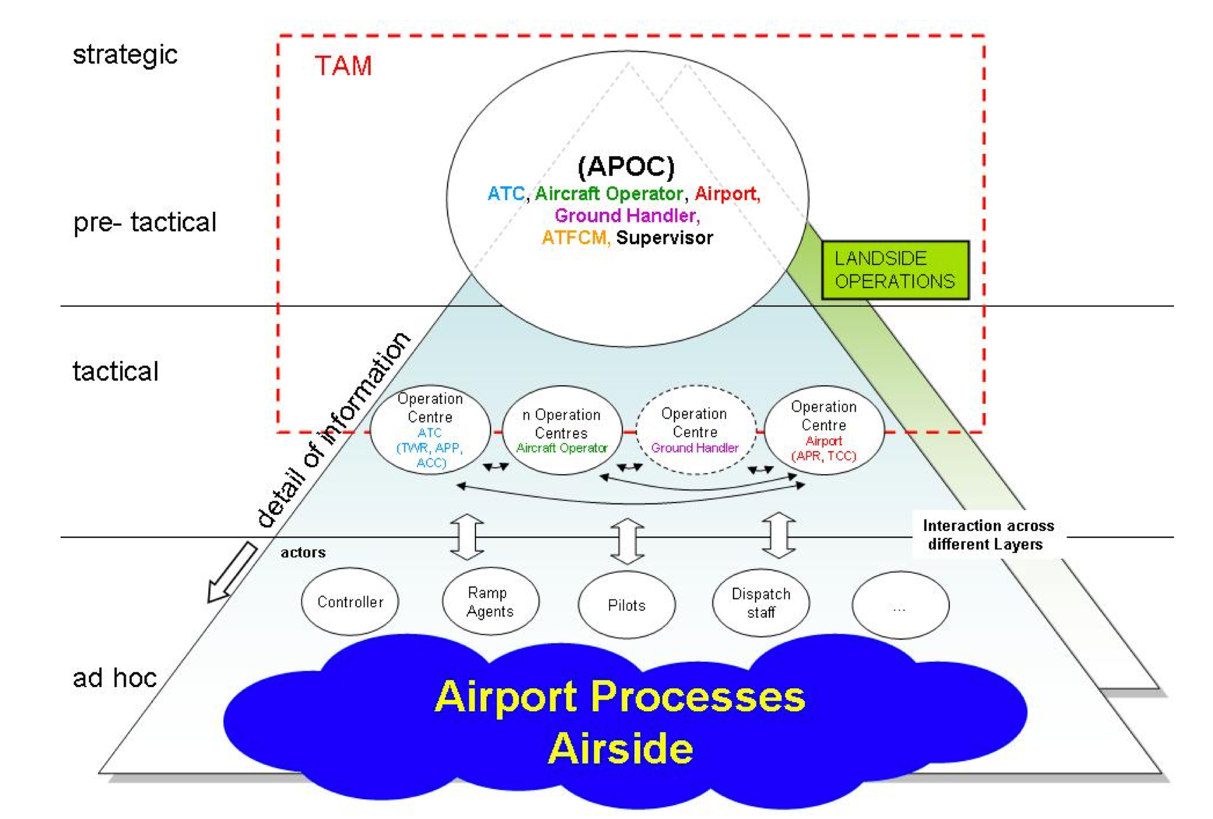 strategic
TAM
(APOC)
ATC, Aircraft Operator, Airport,
Ground Handler,
ATFCM, Supervisor
pre- tactical
LANDSIDE
OPERATIONS
tactical
detail of information
Operation
Centre
ATC
(TWR, APP,
ACC)
n Operation
Centres
Aircraft Operator
Operation
Centre
Ground Handler
Operation
Centre
Airport
(APR, TCC)
Interaction across
different Layers
actors
Controller
Ramp
Agents
Pilots
Dispatch
staff
...
ad hoc
Airport Processes
Airside